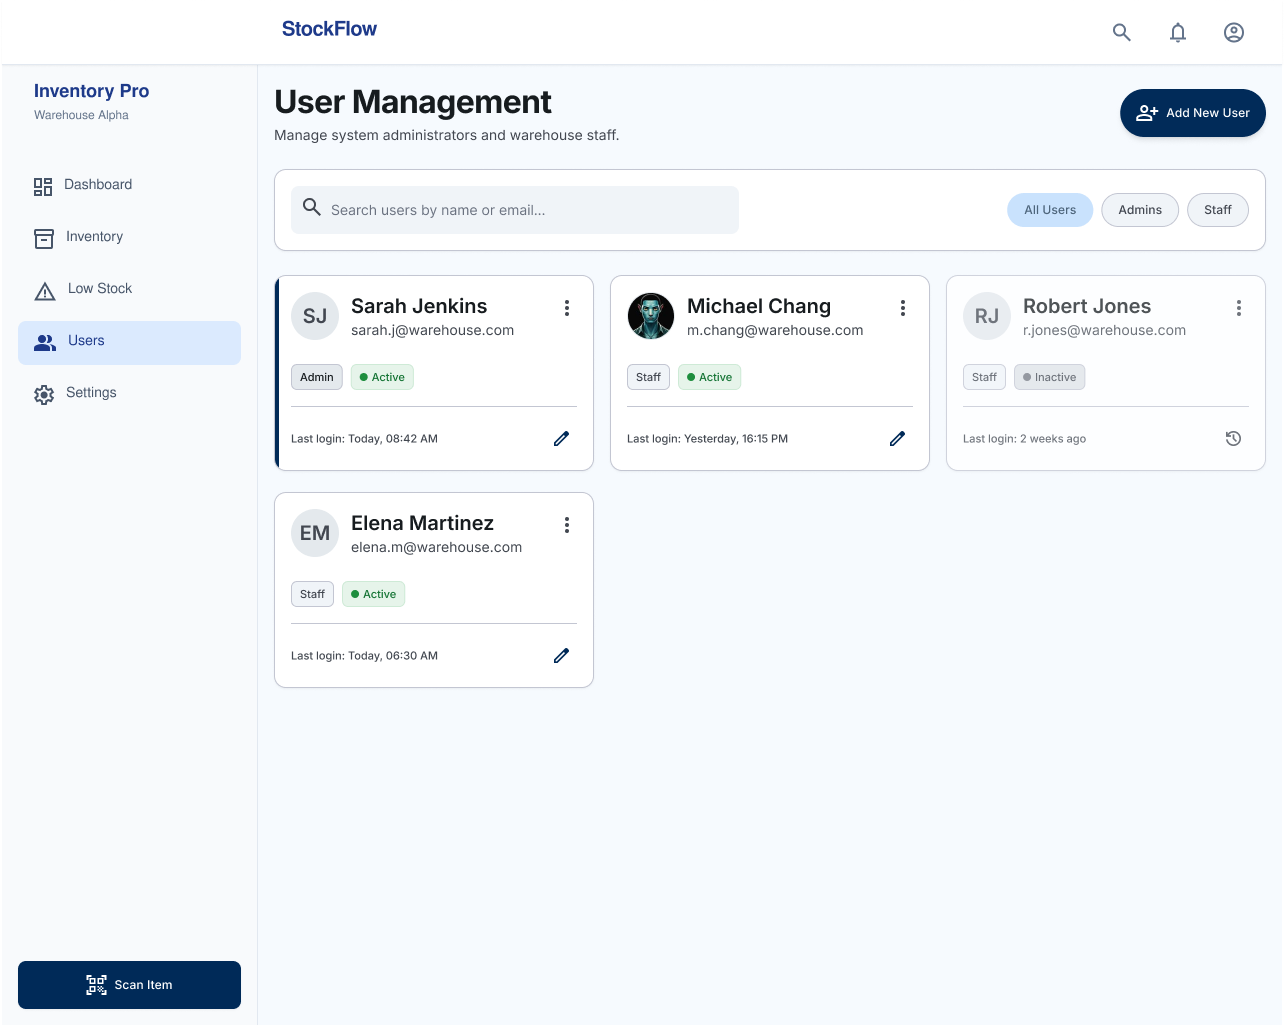 StockFlow
Inventory Pro
Warehouse Alpha
Dashboard
Inventory
Low Stock
Users
Settings
Scan Item
User Management
Manage system administrators and warehouse staff.
Add New User
Search users by name or email...
All Users
Admins
Staff
SJ
Sarah Jenkins
sarah.j@warehouse.com
Admin
Active
Last login: Today, 08:42 AM
Michael Chang
m.chang@warehouse.com
Staff
Active
Last login: Yesterday, 16:15 PM
RJ
Robert Jones
r.jones@warehouse.com
Staff
Inactive
Last login: 2 weeks ago
EM
Elena Martinez
elena.m@warehouse.com
Staff
Active
Last login: Today, 06:30 AM